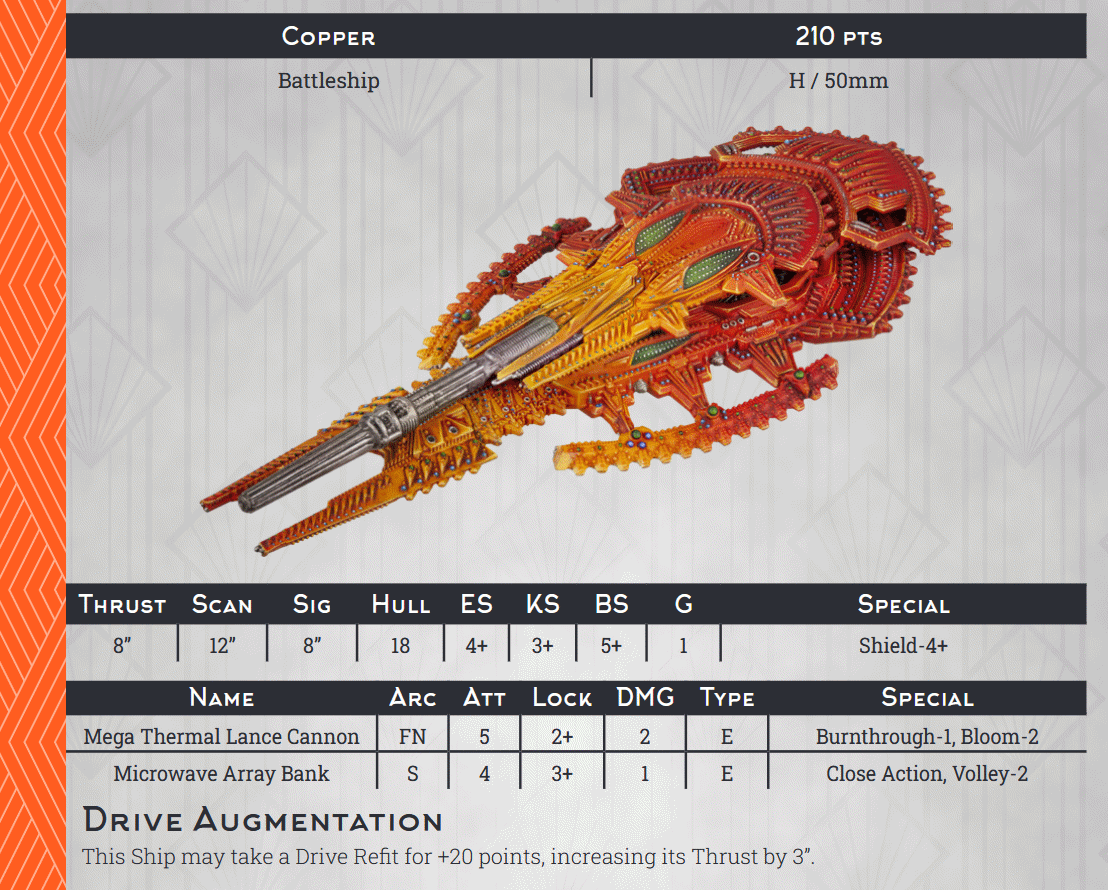 Copper 210 pts
Battleship H / 50mm
Thrust Scan Sig Hull ES KS BS G Special
8” 12” 8” 18 4+ 3+ 5+ 1 Shield-4+
Name Arc Att Lock DMG Type Special
Mega Thermal Lance Cannon FN 5 2+ 2 E Burnthrough-1, Bloom-2
Microwave Array Bank S 4 3+ 1 E Close Action, Volley-2
Drive Augmentation
This Ship may take a Drive Refit for +20 points, increasing its Thrust by 3”.